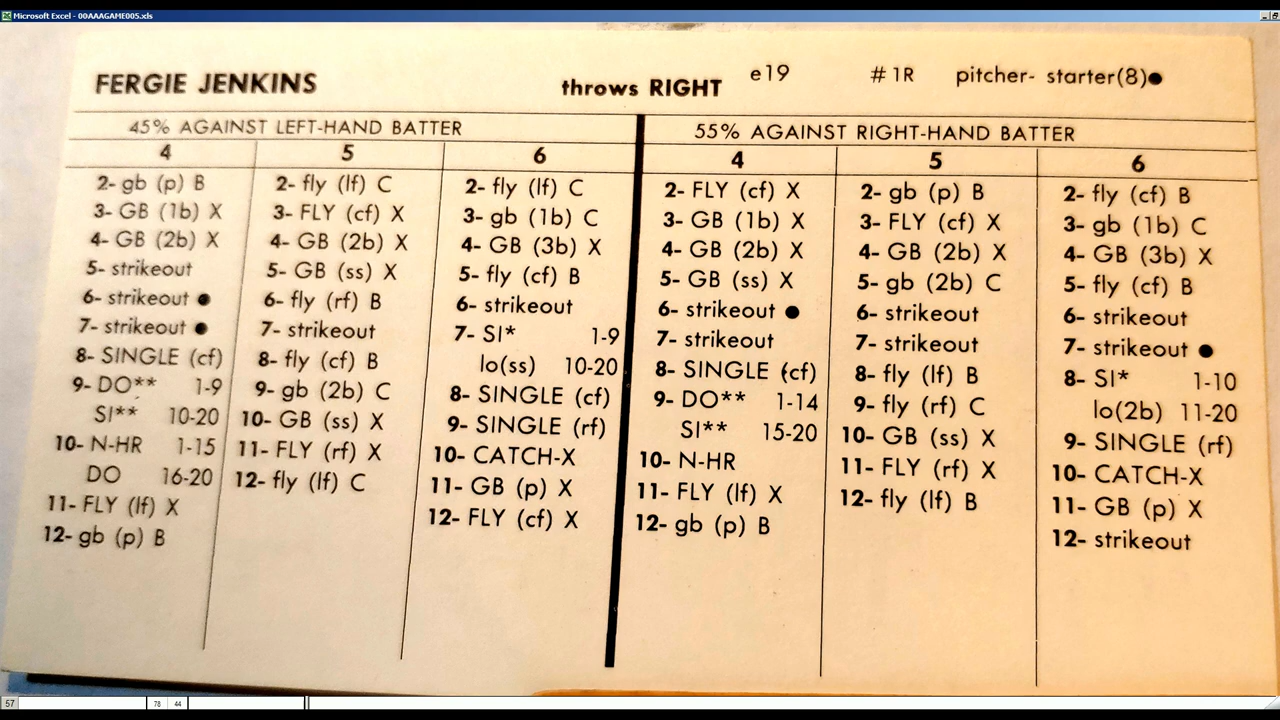 Microsoft Excel - 00AAAGAME005.xls
FERGIE JENKINS throws RIGHT e19 #1R pitcher- starter(8)●
45% AGAINST LEFT-HAND BATTER
4
2- gb (p) B
3- GB (1b) X
4- GB (2b) X
5- strikeout
6- strikeout ●
7- strikeout ●
8- SINGLE (cf)
9- DO** 1-9
SI** 10-20
10- N-HR 1-15
DO 16-20
11- FLY (lf) X
12- gb (p) B
5
2- fly (lf) C
3- FLY (cf) X
4- GB (2b) X
5- GB (ss) X
6- fly (rf) B
7- strikeout
8- fly (cf) B
9- gb (2b) C
10- GB (ss) X
11- FLY (rf) X
12- fly (lf) C
6
2- fly (lf) C
3- gb (1b) C
4- GB (3b) X
5- fly (cf) B
6- strikeout
7- SI* 1-9
lo(ss) 10-20
8- SINGLE (cf)
9- SINGLE (rf)
10- CATCH-X
11- GB (p) X
12- FLY (cf) X
55% AGAINST RIGHT-HAND BATTER
4
2- FLY (cf) X
3- GB (1b) X
4- GB (2b) X
5- GB (ss) X
6- strikeout ●
7- strikeout
8- SINGLE (cf)
9- DO** 1-14
SI** 15-20
10- N-HR
11- FLY (lf) X
12- gb (p) B
5
2- gb (p) B
3- FLY (cf) X
4- GB (2b) X
5- gb (2b) C
6- strikeout
7- strikeout
8- fly (lf) B
9- fly (rf) C
10- GB (ss) X
11- FLY (rf) X
12- fly (lf) B
6
2- fly (cf) B
3- gb (1b) C
4- GB (3b) X
5- fly (cf) B
6- strikeout
7- strikeout ●
8- SI* 1-10
lo(2b) 11-20
9- SINGLE (rf)
10- CATCH-X
11- GB (p) X
12- strikeout
57 78 44